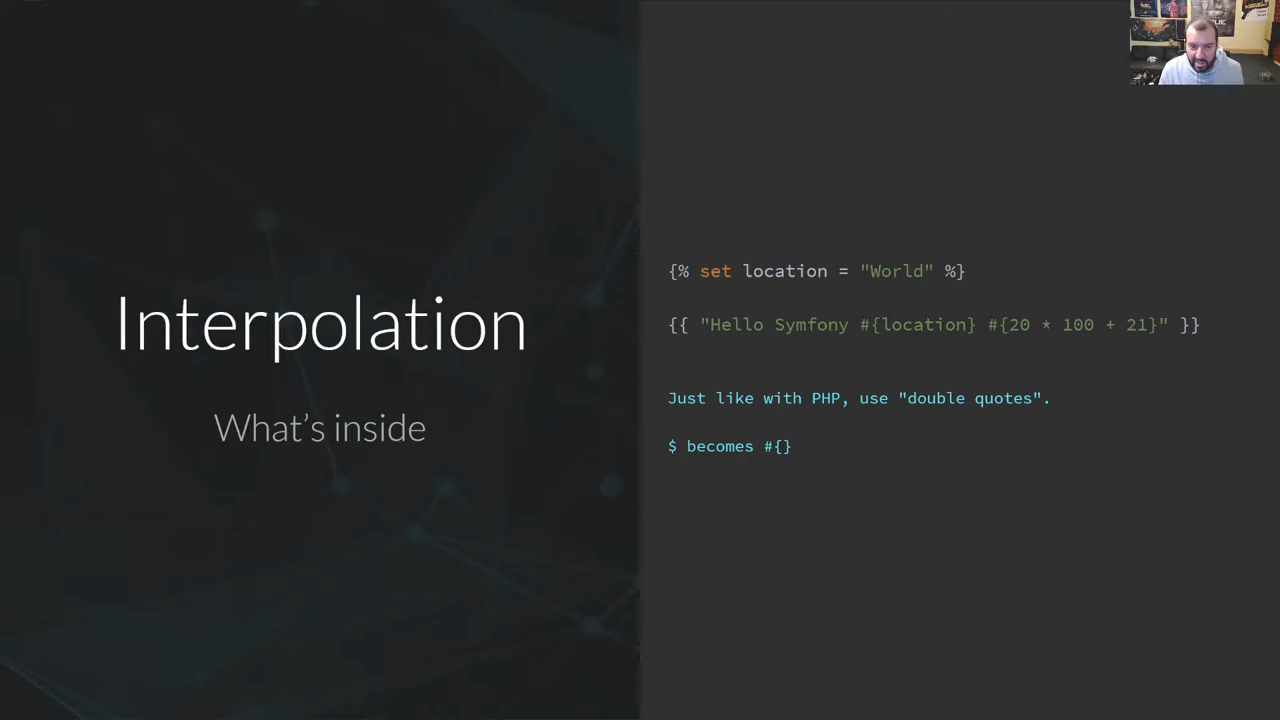 Interpolation
What's inside
{% set location = "World" %}
{{ "Hello Symfony #{location} #{20 * 100 + 21}" }}
Just like with PHP, use "double quotes".
$ becomes #{}